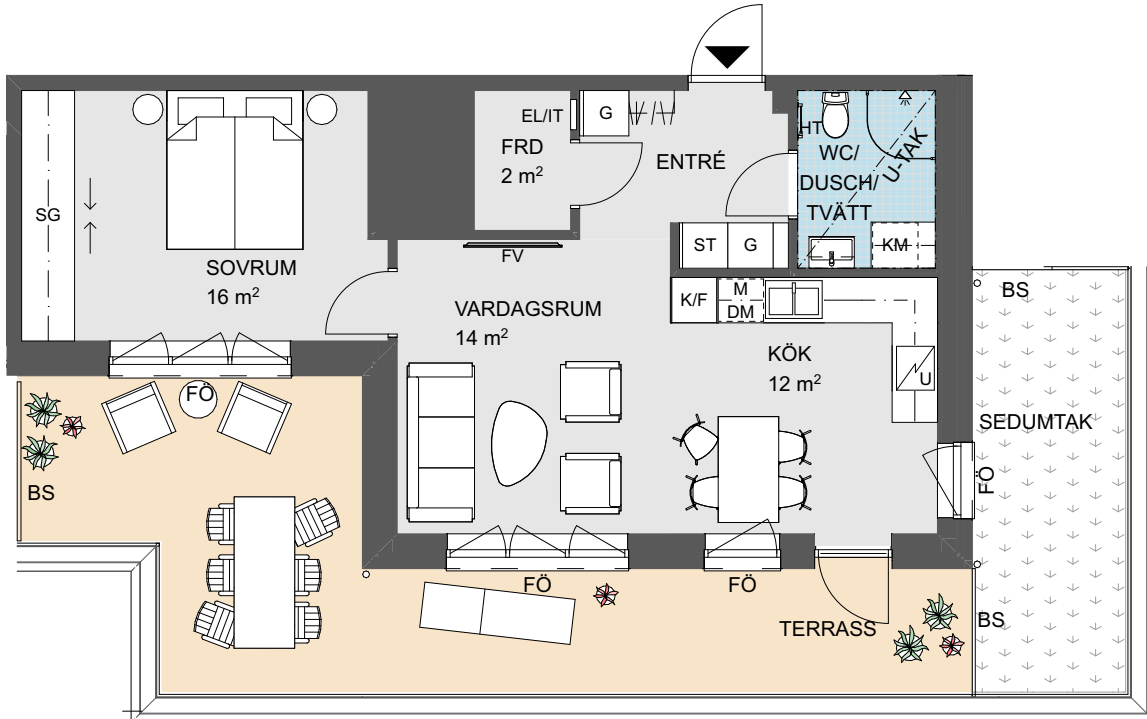 EL/IT
G
FRD
2 m²
ENTRÉ
HT
WC/
DUSCH/
TVÄTT
U-TAK
SG
ST
G
KM
FV
SOVRUM
16 m²
VARDAGSRUM
14 m²
K/F
M
DM
KÖK
12 m²
U
BS
SEDUMTAK
FÖ
FÖ
BS
FÖ
FÖ
TERRASS
BS